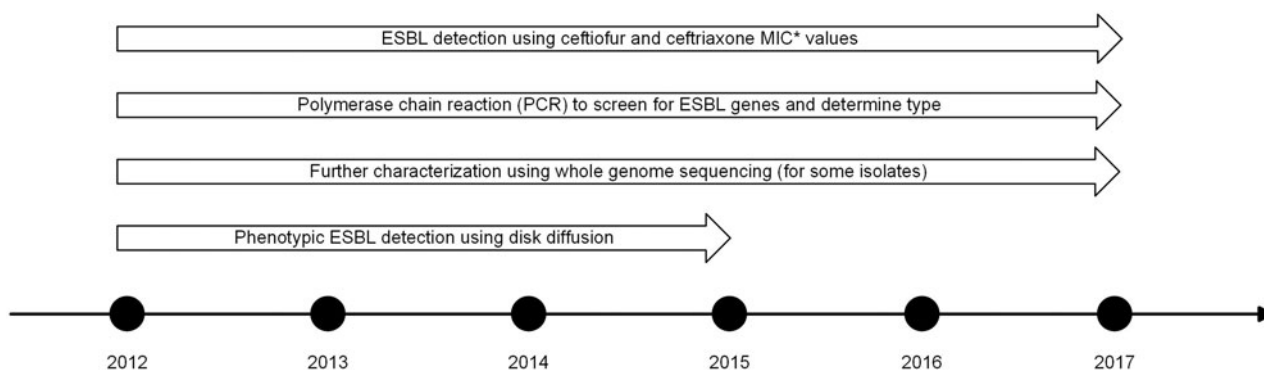 ESBL detection using ceftiofur and ceftriaxone MIC* values
Polymerase chain reaction (PCR) to screen for ESBL genes and determine type
Further characterization using whole genome sequencing (for some isolates)
Phenotypic ESBL detection using disk diffusion
2012 2013 2014 2015 2016 2017